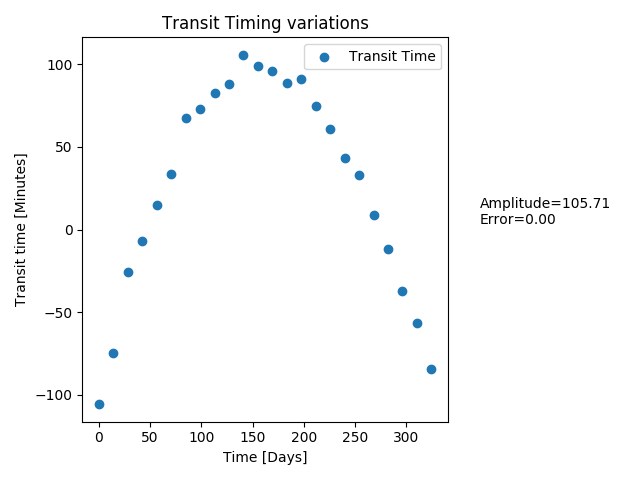 Transit Timing variations
Transit Time
Transit time [Minutes]
100
50
0
−50
−100
0 50 100 150 200 250 300
Time [Days]
Amplitude=105.71
Error=0.00